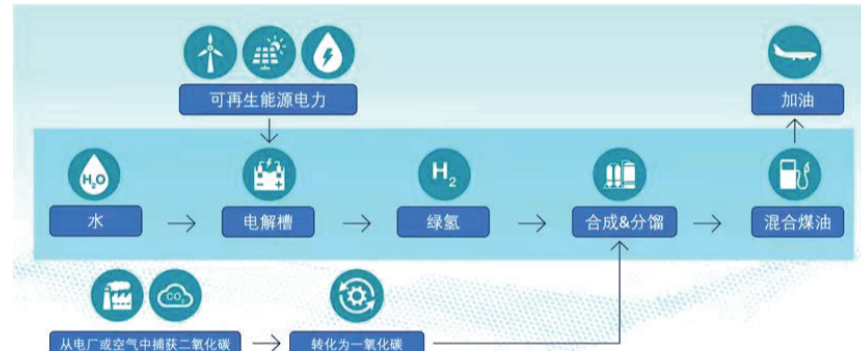 可再生能源电力
加油
H₂O
H₂
水
电解槽
绿氢
合成&分馏
混合煤油
CO₂
从电厂或空气中捕获二氧化碳
转化为一氧化碳